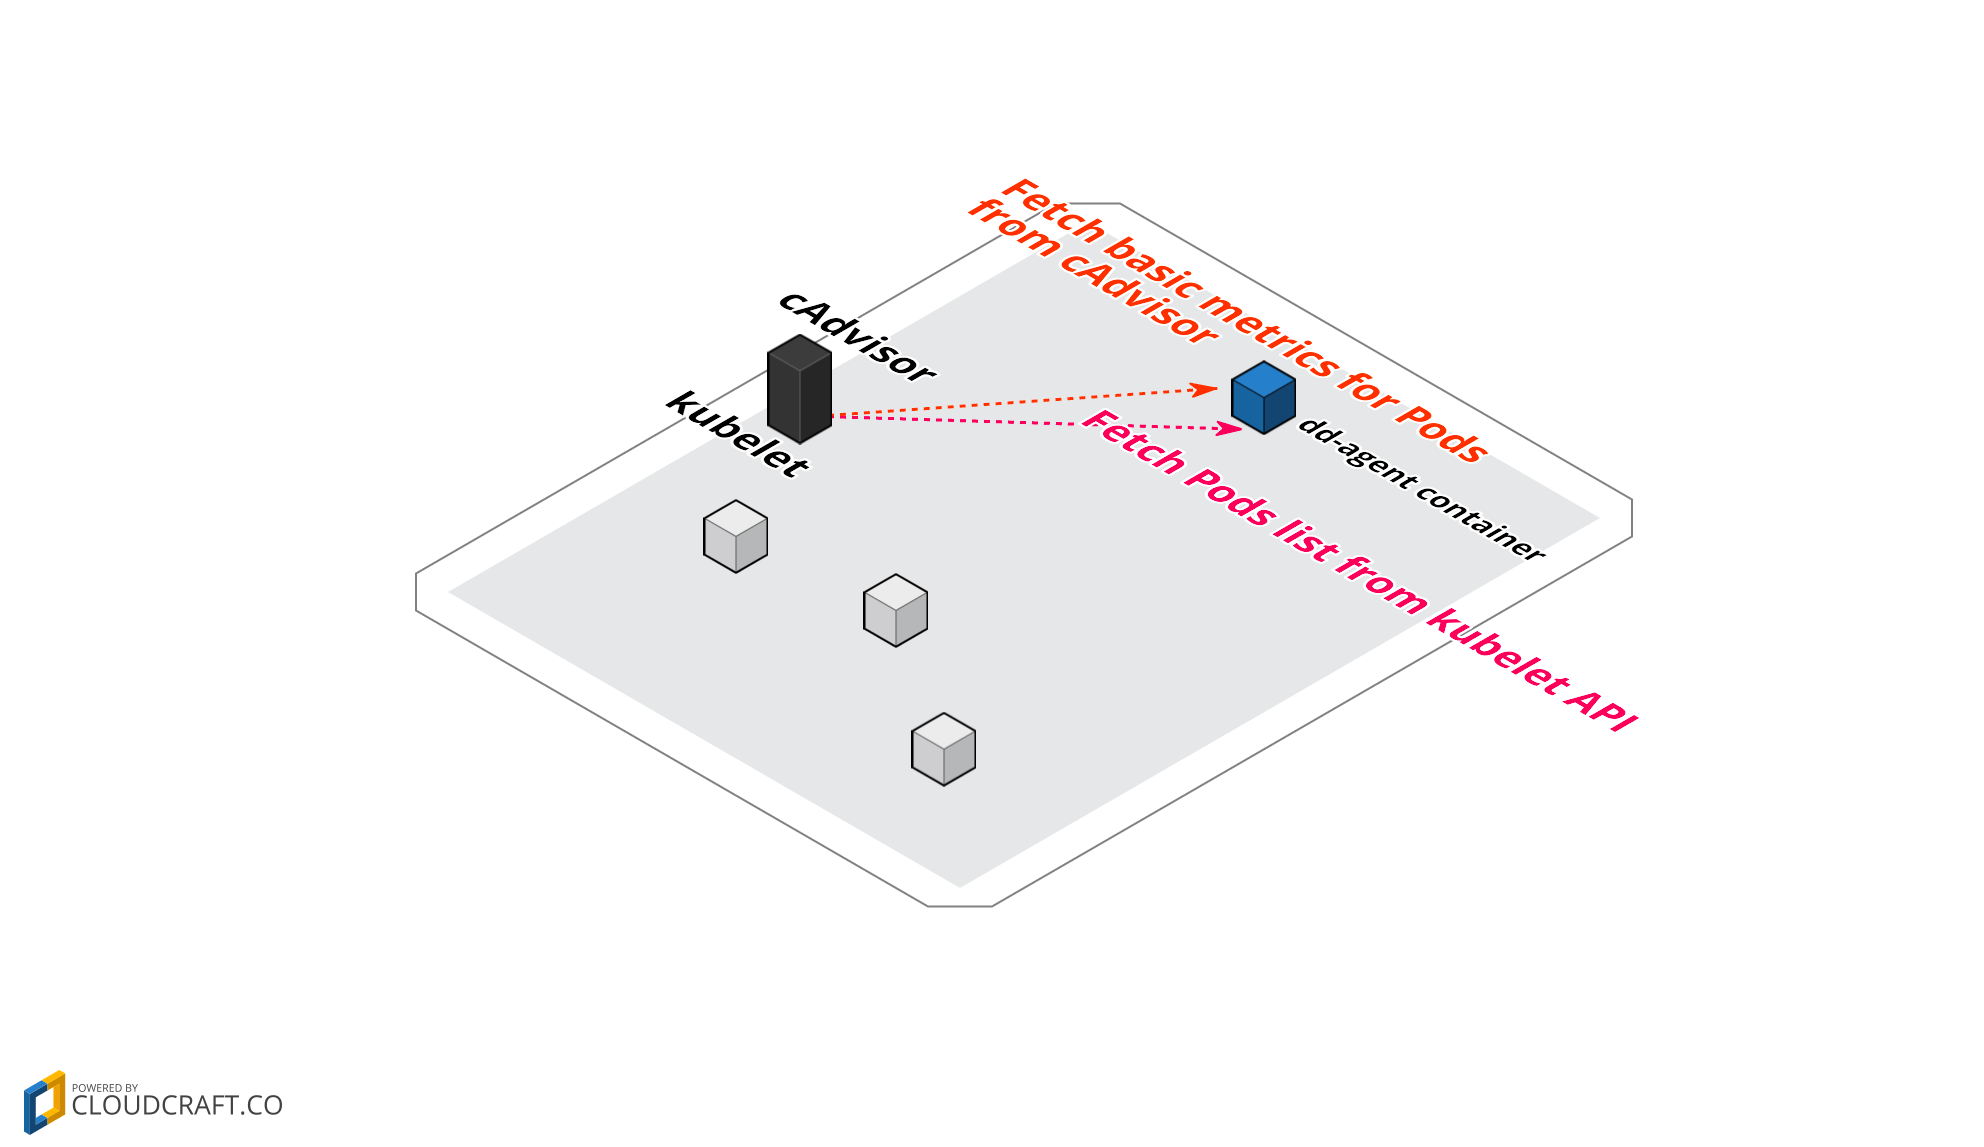 Fetch basic metrics for Pods
from cAdvisor
cAdvisor
kubelet
dd-agent container
Fetch Pods list from kubelet API
POWERED BY
CLOUDCRAFT.CO